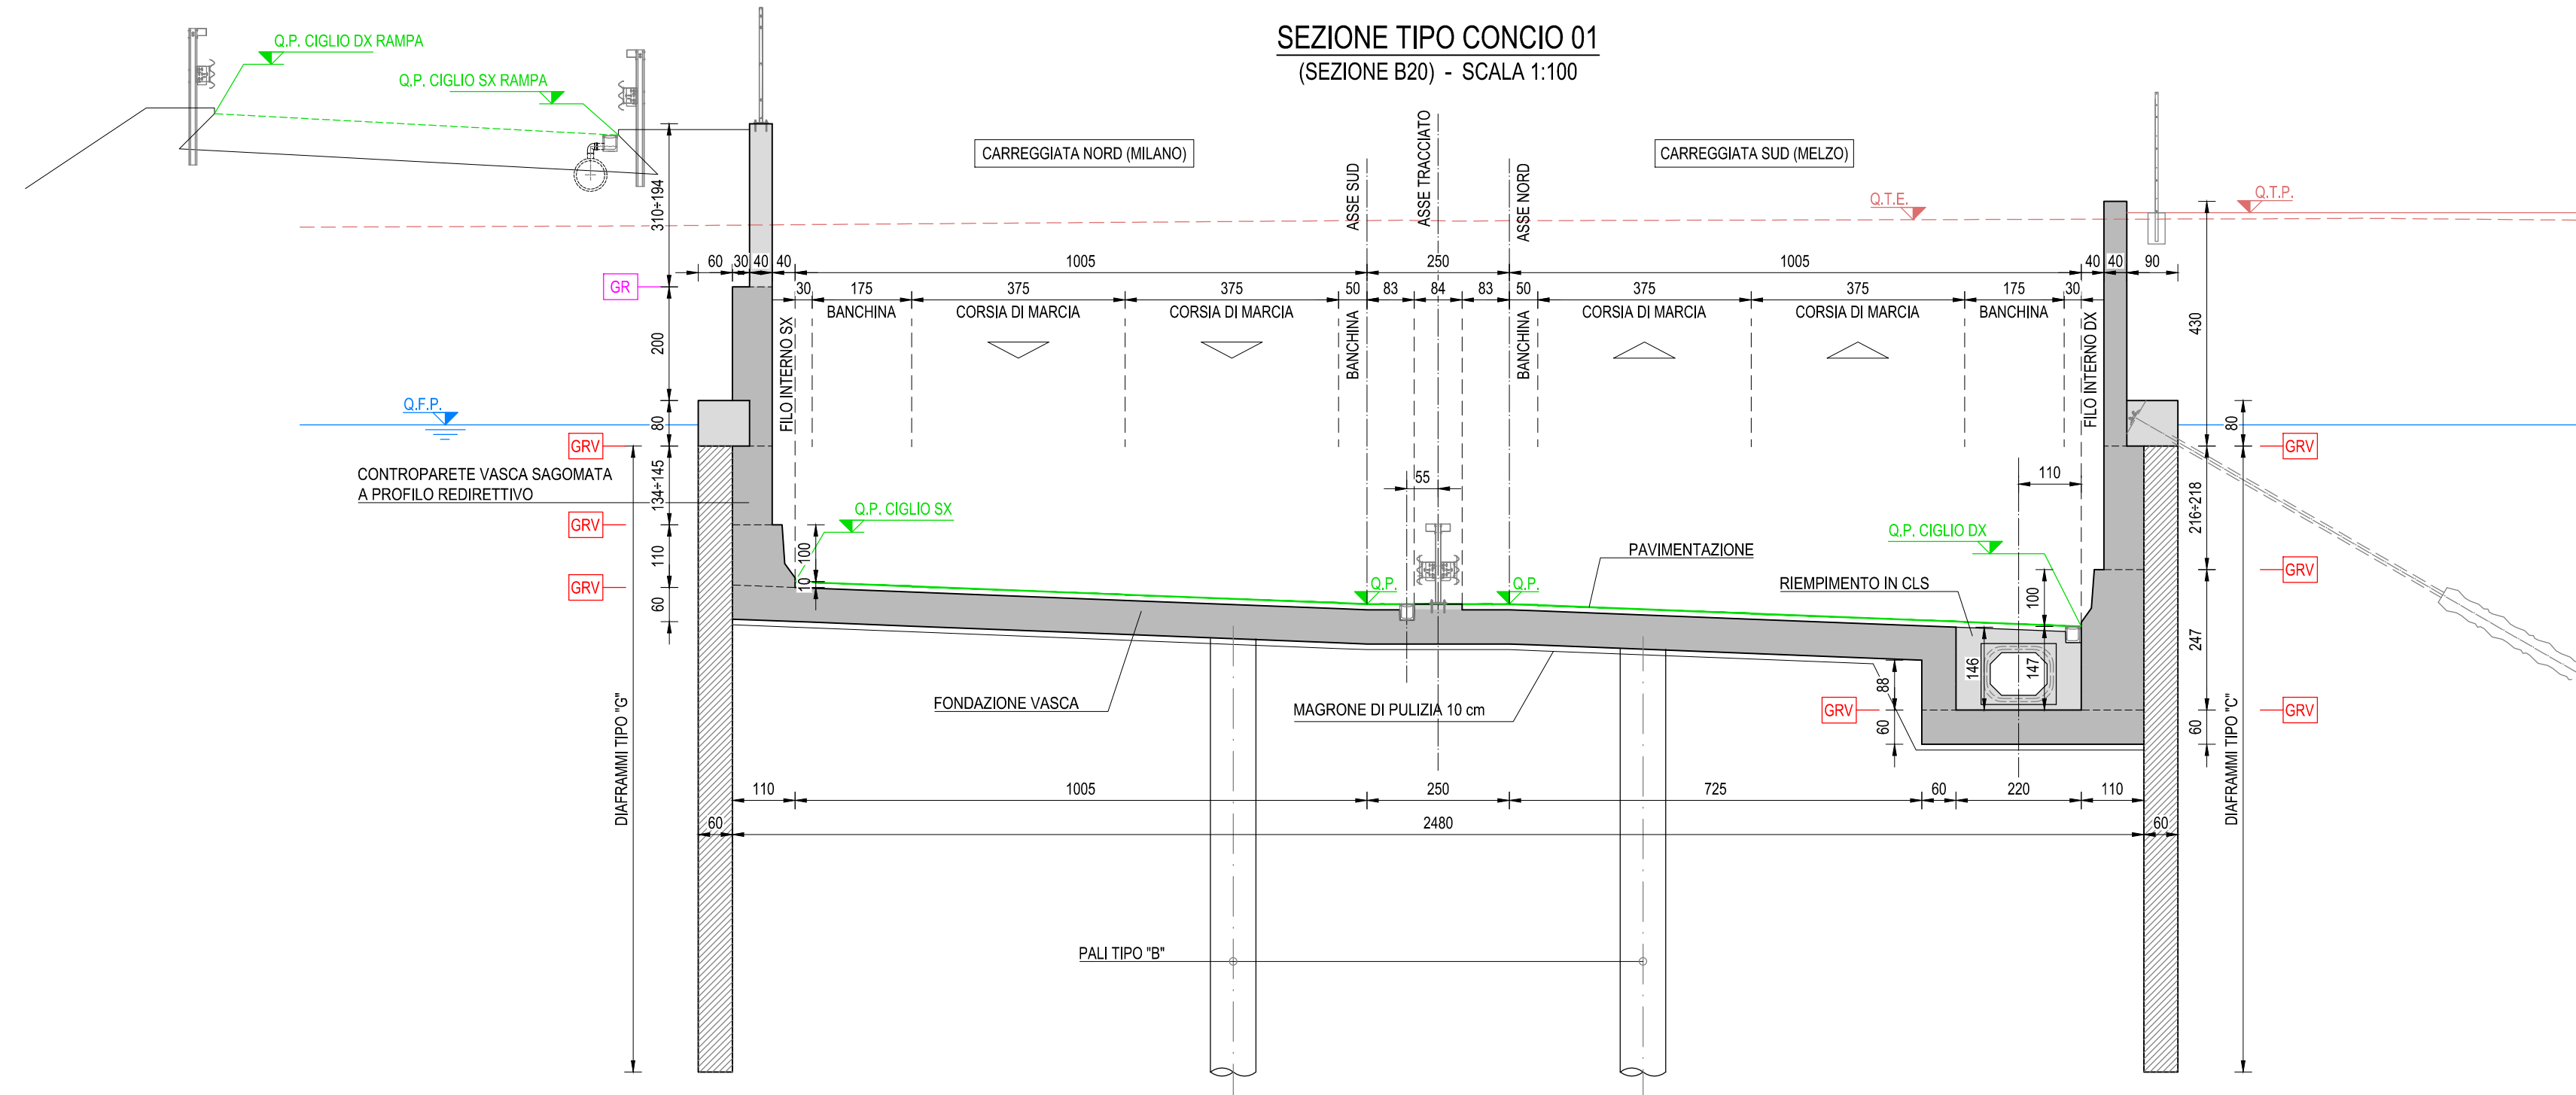 SEZIONE TIPO CONCIO 01
(SEZIONE B20) - SCALA 1:100
Q.P. CIGLIO DX RAMPA
Q.P. CIGLIO SX RAMPA
CARREGGIATA NORD (MILANO)
CARREGGIATA SUD (MELZO)
ASSE SUD
ASSE TRACCIATO
ASSE NORD
Q.T.E.
Q.T.P.
310÷194
60 30 40 40 1005 250 1005 40 40 90
GR
30 175 375 375 50 83 84 83 50 375 375 175 30
BANCHINA CORSIA DI MARCIA CORSIA DI MARCIA CORSIA DI MARCIA CORSIA DI MARCIA BANCHINA
BANCHINA
BANCHINA
FILO INTERNO SX
FILO INTERNO DX
200
430
Q.F.P.
80
80
GRV
GRV
CONTROPARETE VASCA SAGOMATA
A PROFILO REDIRETTIVO
134÷145
55
110
216÷218
Q.P. CIGLIO SX
GRV
Q.P. CIGLIO DX
110
100
10
PAVIMENTAZIONE
GRV
GRV
Q.P.
Q.P.
RIEMPIMENTO IN CLS
100
60
247
146
147
88
FONDAZIONE VASCA
MAGRONE DI PULIZIA 10 cm
GRV
GRV
60
60
DIAFRAMMI TIPO "G"
DIAFRAMMI TIPO "C"
110 1005 250 725 60 220 110
60 2480 60
PALI TIPO "B"